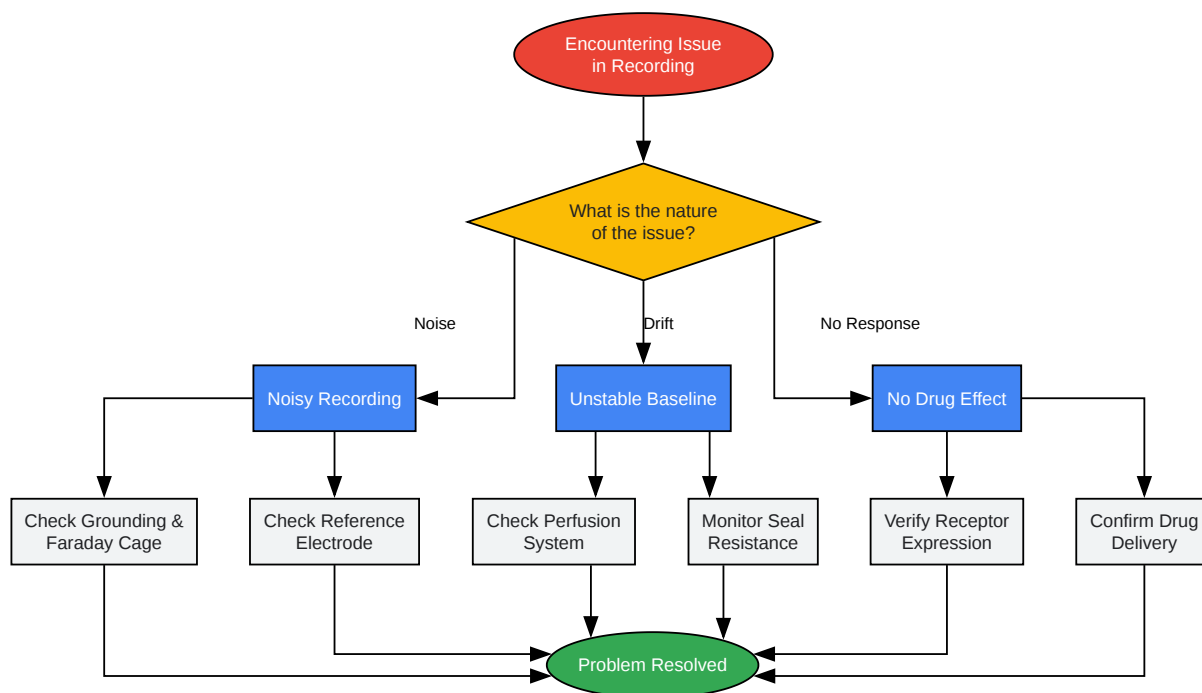 Encountering Issue
in Recording
What is the nature
of the issue?
Noise
Drift
No Response
Noisy Recording
Unstable Baseline
No Drug Effect
Check Grounding &
Faraday Cage
Check Reference
Electrode
Check Perfusion
System
Monitor Seal
Resistance
Verify Receptor
Expression
Confirm Drug
Delivery
Problem Resolved